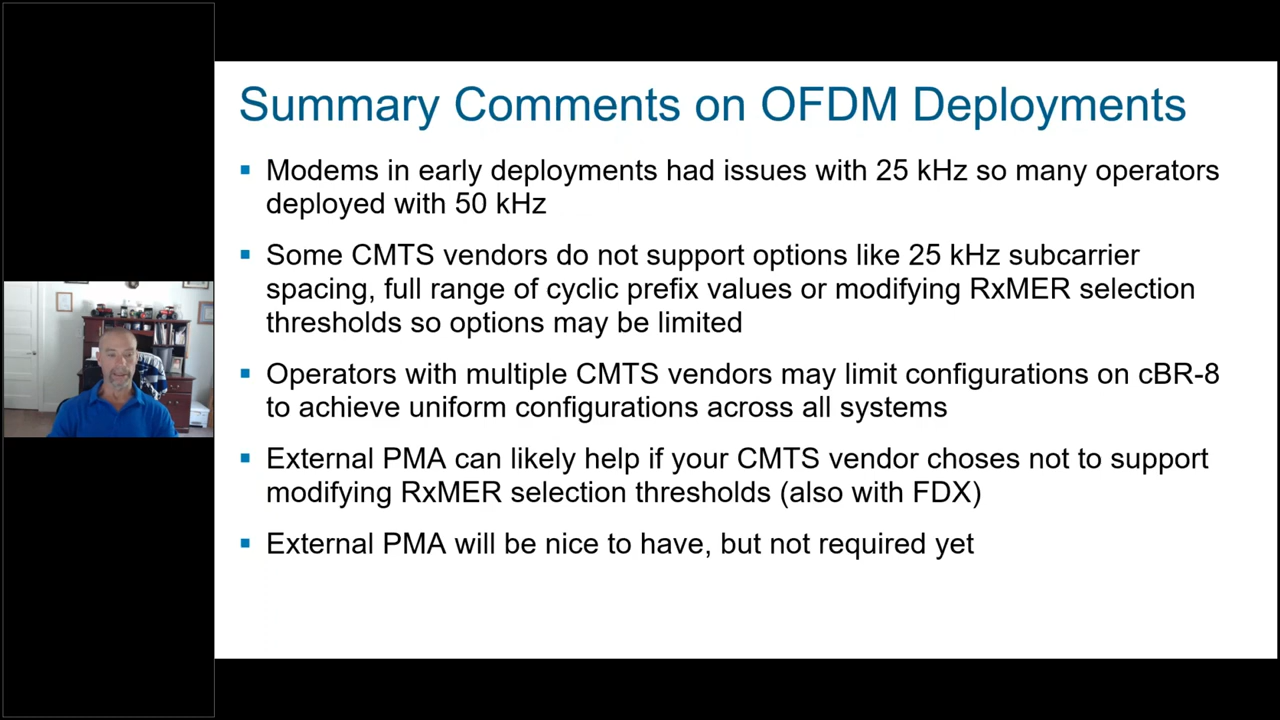 Summary Comments on OFDM Deployments
Modems in early deployments had issues with 25 kHz so many operators
deployed with 50 kHz
Some CMTS vendors do not support options like 25 kHz subcarrier
spacing, full range of cyclic prefix values or modifying RxMER selection
thresholds so options may be limited
Operators with multiple CMTS vendors may limit configurations on cBR-8
to achieve uniform configurations across all systems
External PMA can likely help if your CMTS vendor choses not to support
modifying RxMER selection thresholds (also with FDX)
External PMA will be nice to have, but not required yet